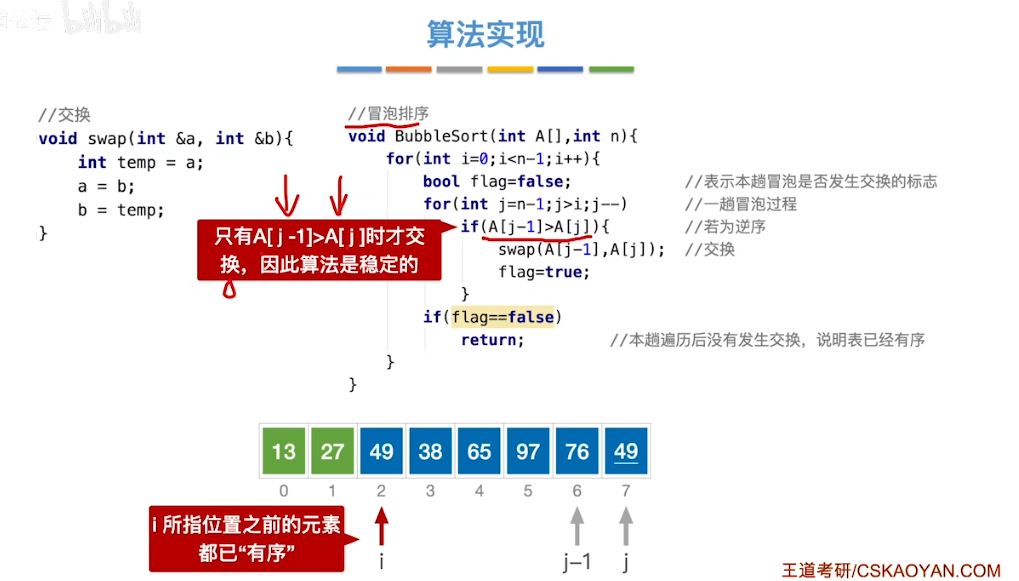 算法实现
//交换
void swap(int &a, int &b){
int temp = a;
a = b;
b = temp;
}
//冒泡排序
void BubbleSort(int A[],int n){
for(int i=0;i<n-1;i++){
bool flag=false; //表示本趟冒泡是否发生交换的标志
for(int j=n-1;j>i;j--) //一趟冒泡过程
if(A[j-1]>A[j]){ //若为逆序
swap(A[j-1],A[j]); //交换
flag=true;
}
if(flag==false)
return; //本趟遍历后没有发生交换，说明表已经有序
}
}
只有A[ j -1]>A[ j ]时才交
换，因此算法是稳定的
13 27 49 38 65 97 76 49
0 1 2 3 4 5 6 7
i 所指位置之前的元素
都已“有序”
i j-1 j
王道考研/CSKAOYAN.COM
bilibili